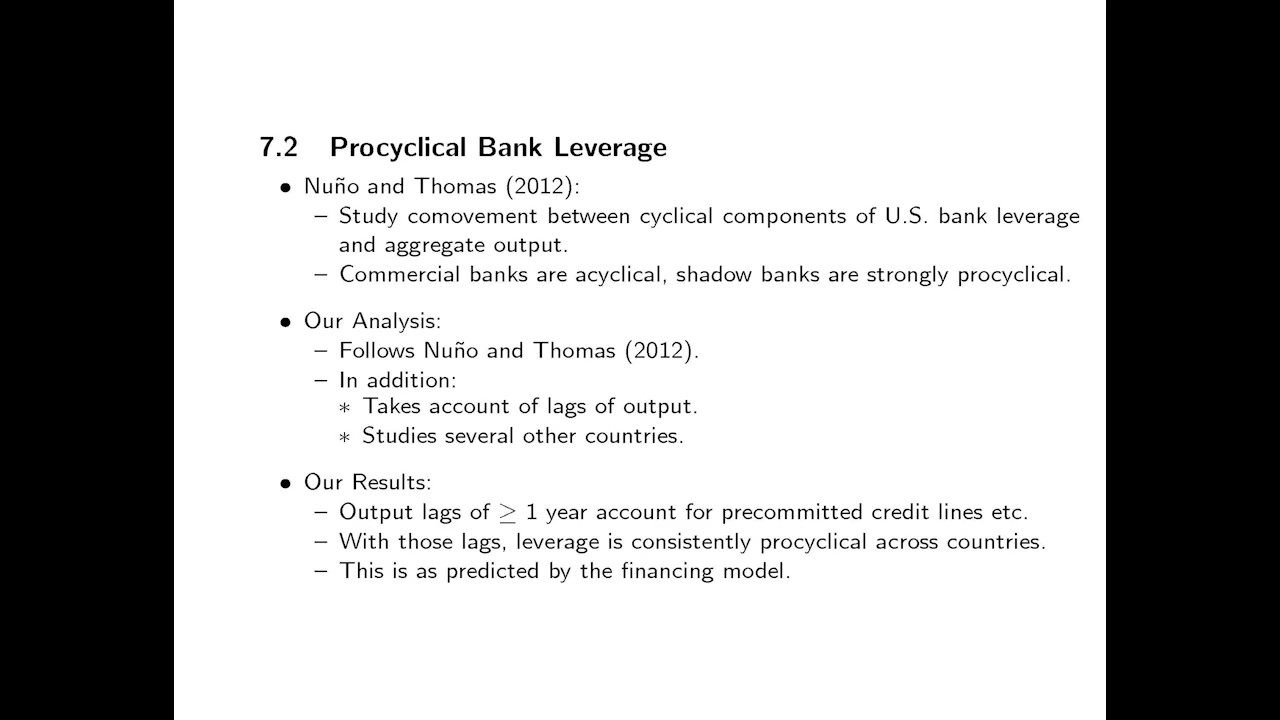 7.2 Procyclical Bank Leverage
• Nuño and Thomas (2012):
– Study comovement between cyclical components of U.S. bank leverage
and aggregate output.
– Commercial banks are acyclical, shadow banks are strongly procyclical.
• Our Analysis:
– Follows Nuño and Thomas (2012).
– In addition:
∗ Takes account of lags of output.
∗ Studies several other countries.
• Our Results:
– Output lags of ≥ 1 year account for precommitted credit lines etc.
– With those lags, leverage is consistently procyclical across countries.
– This is as predicted by the financing model.